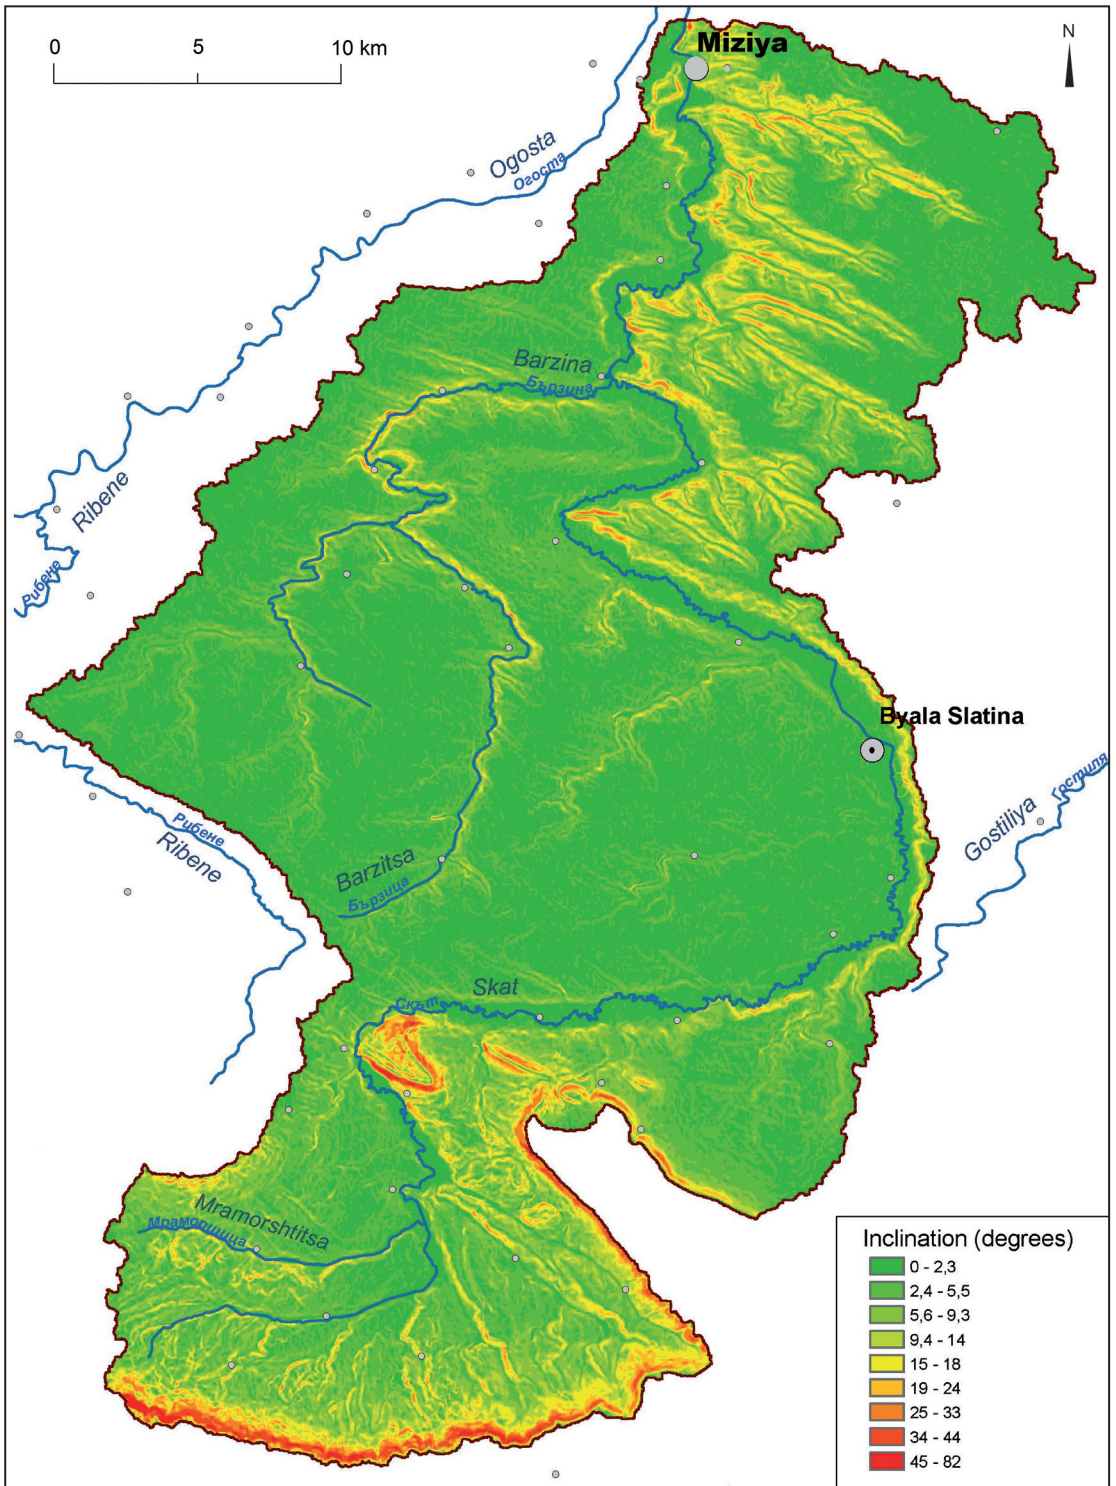 0 5 10 km
N
Miziya
Ogosta
Огоста
Barzina
Бързина
Ribene
Рибене
Byala Slatina
Гостиля
Gostiliya
Рибене
Ribene
Barzitsa
Бързица
Skat
Скът
Mramorshtitsa
Мраморщица
Inclination (degrees)
0 - 2,3
2,4 - 5,5
5,6 - 9,3
9,4 - 14
15 - 18
19 - 24
25 - 33
34 - 44
45 - 82